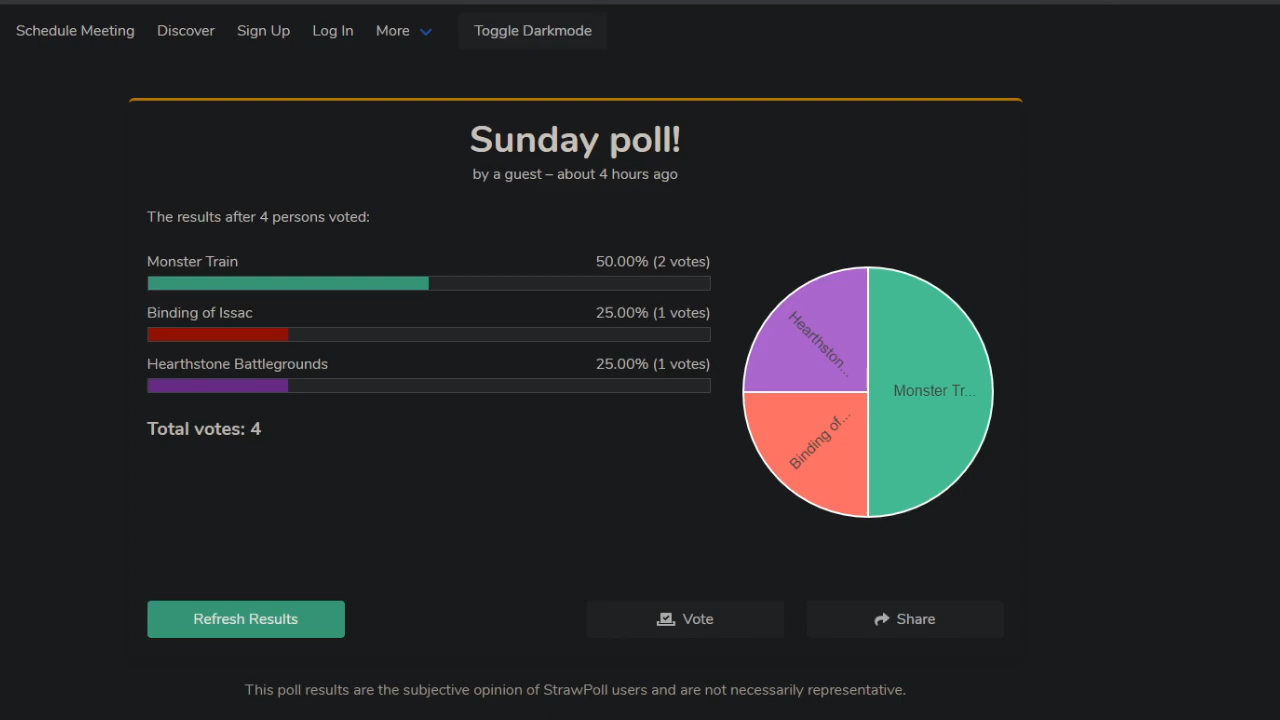 Schedule Meeting Discover Sign Up Log In More Toggle Darkmode
Sunday poll!
by a guest – about 4 hours ago
The results after 4 persons voted:
Monster Train 50.00% (2 votes)
Binding of Issac 25.00% (1 votes)
Hearthstone Battlegrounds 25.00% (1 votes)
Total votes: 4
Hearthston...
Monster Tr...
Binding of...
Refresh Results Vote Share
This poll results are the subjective opinion of StrawPoll users and are not necessarily representative.